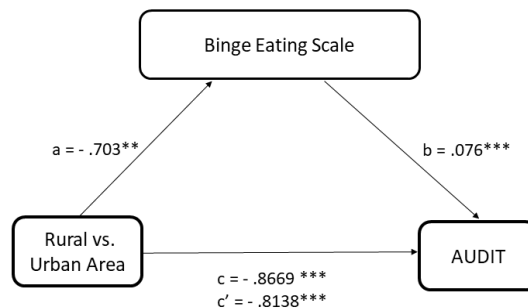 Binge Eating Scale
a = - .703**
b = .076***
Rural vs.
Urban Area
AUDIT
c = - .8669 ***
c’ = - .8138***